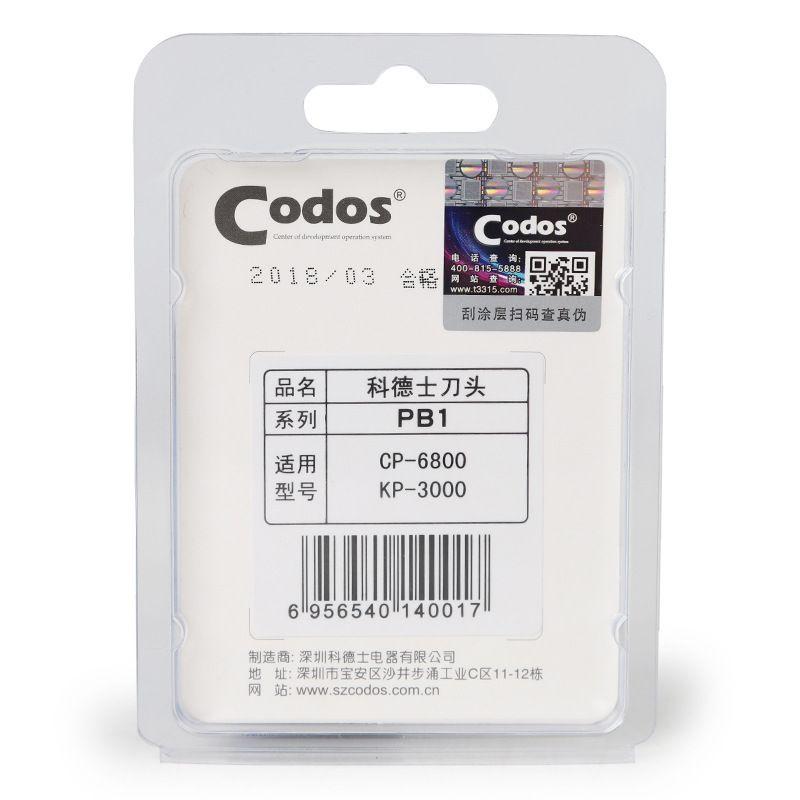 Codos®
Center of development operation system
2018/03 合格
Codos®
Center of development operation system
电话查询:
400-815-5888
网站查询:
www.t3315.com
刮涂层扫码查真伪
品名 科德士刀头
系列 PB1
适用型号 CP-6800
KP-3000
6 956540 140017
制造商: 深圳科德士电器有限公司
地 址: 深圳市宝安区沙井步涌工业C区11-12栋
网 站: www.szcodos.com.cn